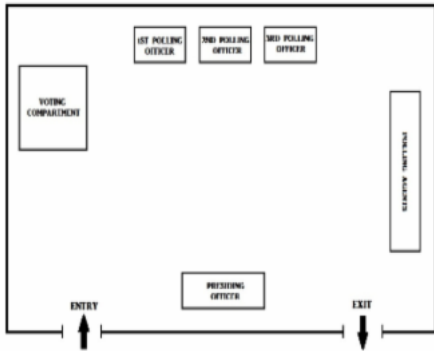 1ST POLLING
OFFICER
2ND POLLING
OFFICER
3RD POLLING
OFFICER
VOTING
COMPARTMENT
POLLING AGENTS
PRESIDING
OFFICER
ENTRY
EXIT